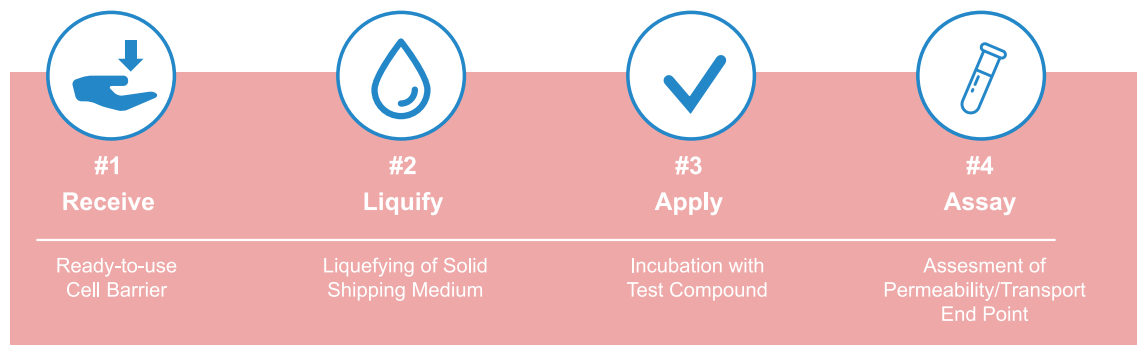 #1
Receive
Ready-to-use
Cell Barrier
#2
Liquify
Liquefying of Solid
Shipping Medium
#3
Apply
Incubation with
Test Compound
#4
Assay
Assesment of
Permeability/Transport
End Point